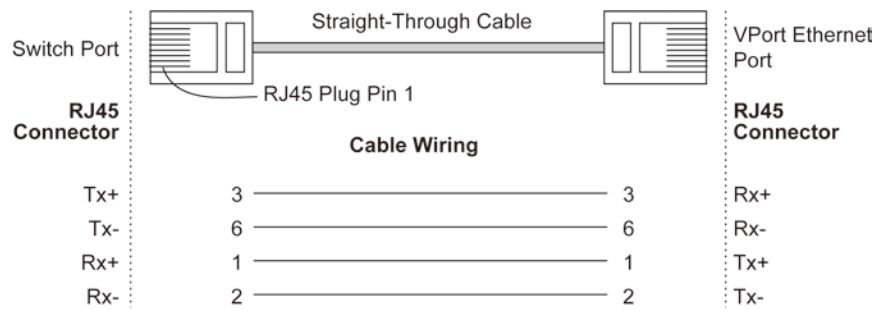 Straight-Through Cable
Switch Port
VPort Ethernet
Port
RJ45 Plug Pin 1
RJ45
Connector
RJ45
Connector
Cable Wiring
Tx+ 3 3 Rx+
Tx- 6 6 Rx-
Rx+ 1 1 Tx+
Rx- 2 2 Tx-